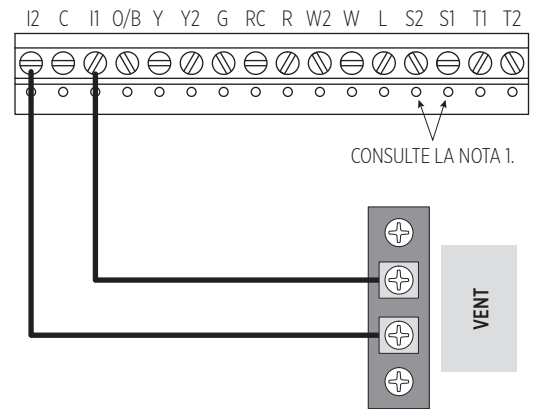 I2 C I1 O/B Y Y2 G RC R W2 W L S2 S1 T1 T2
CONSULTE LA NOTA 1.
VENT